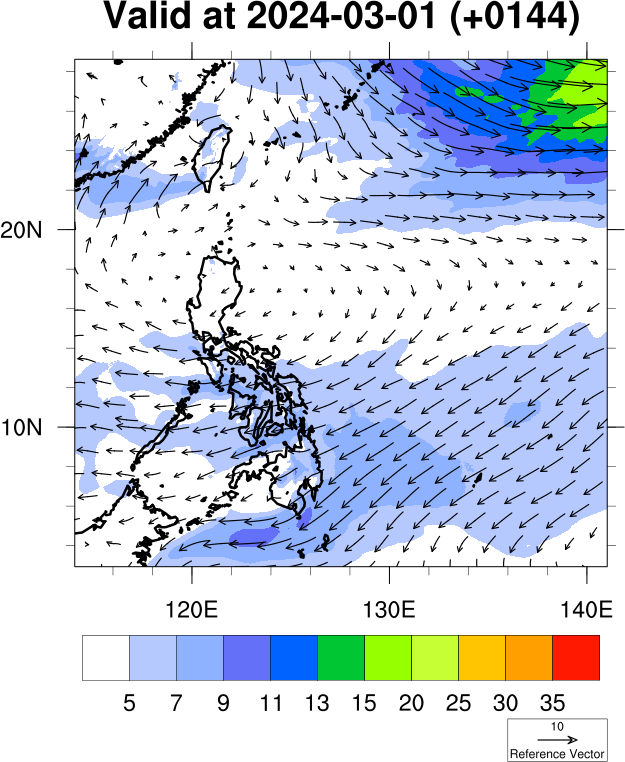 Valid at 2024-03-01 (+0144)
20N
10N
120E 130E 140E
5 7 9 11 13 15 20 25 30 35
10
Reference Vector